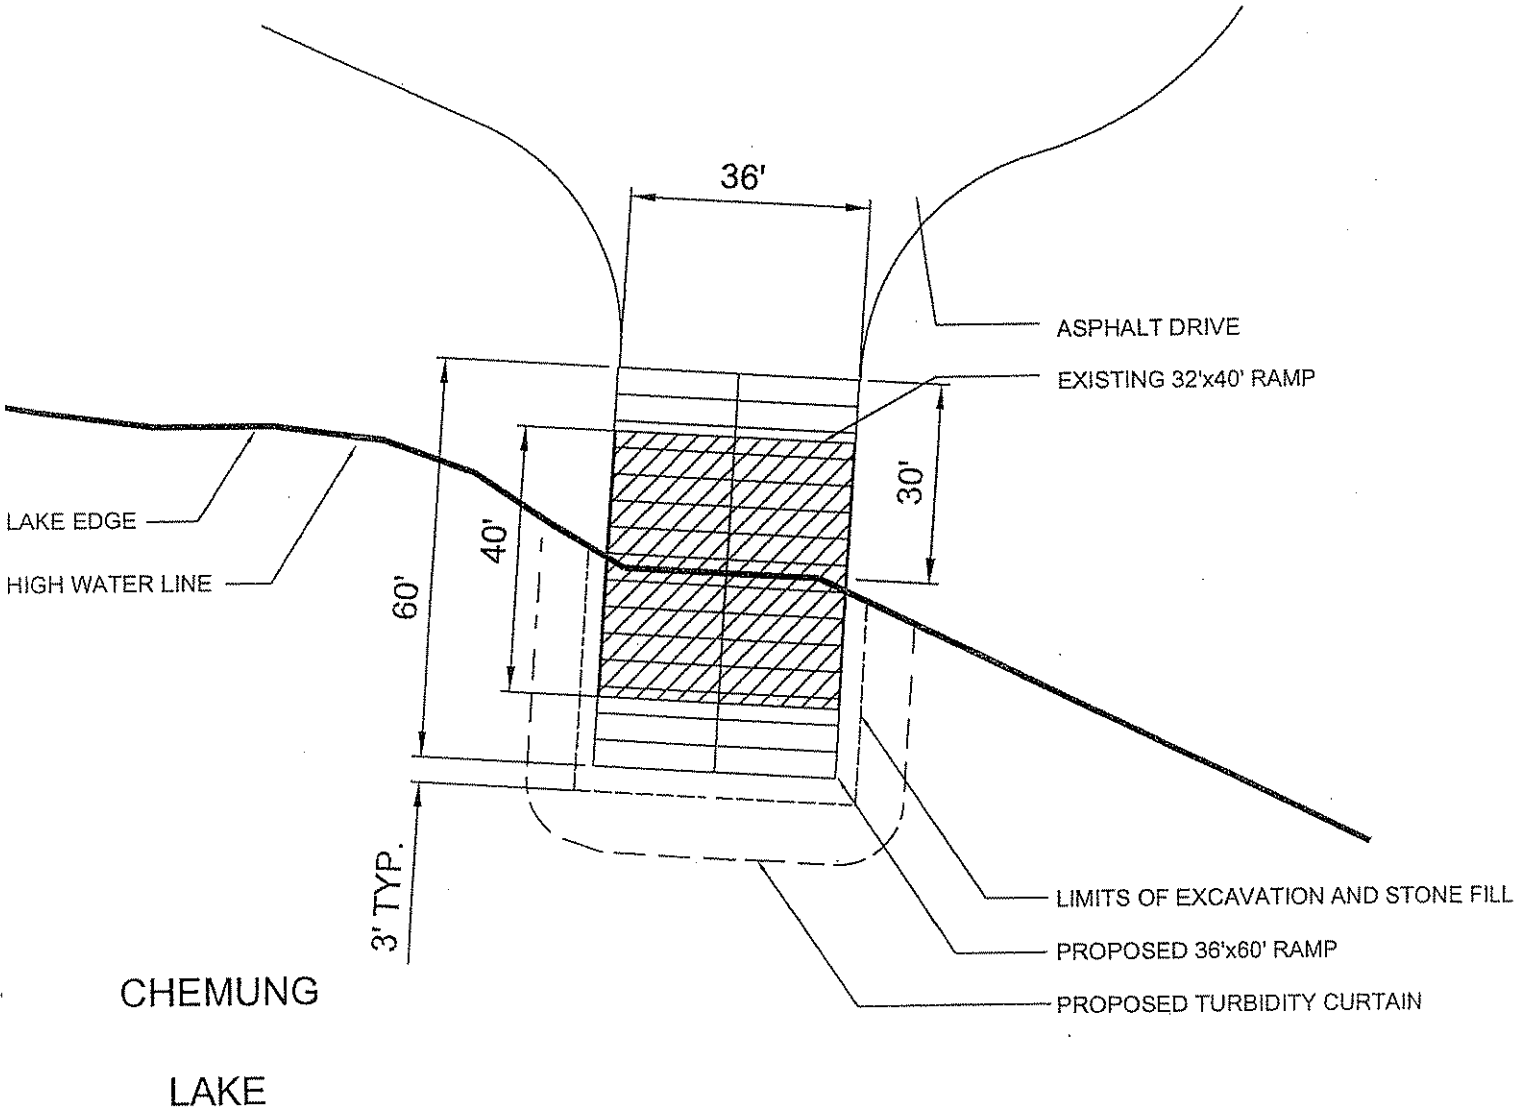 36'
ASPHALT DRIVE
EXISTING 32'x40' RAMP
30'
LAKE EDGE
40'
HIGH WATER LINE
60'
3' TYP.
LIMITS OF EXCAVATION AND STONE FILL
PROPOSED 36'x60' RAMP
PROPOSED TURBIDITY CURTAIN
CHEMUNG
LAKE